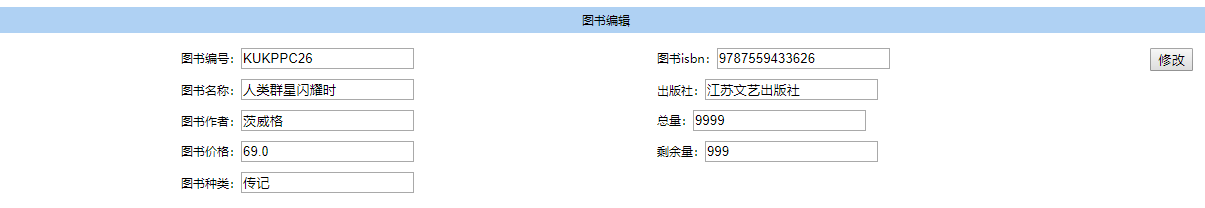 图书编辑
图书编号：KUKPPC26 图书isbn：9787559433626 修改
图书名称：人类群星闪耀时 出版社：江苏文艺出版社
图书作者：茨威格 总量：9999
图书价格：69.0 剩余量：999
图书种类：传记